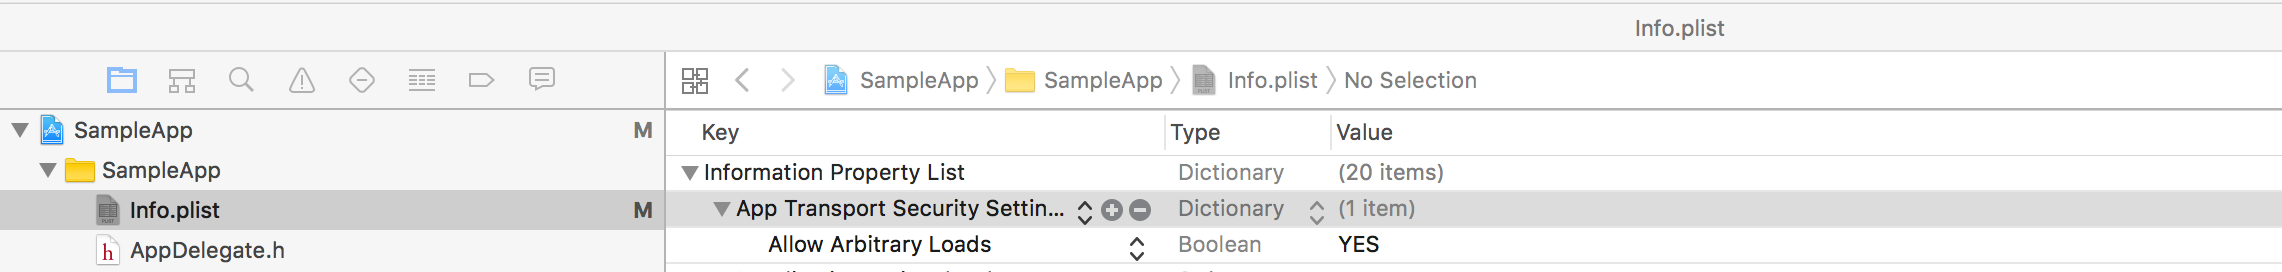 Info.plist
SampleApp SampleApp Info.plist No Selection
SampleApp M
SampleApp
Info.plist M
AppDelegate.h
Key Type Value
Information Property List Dictionary (20 items)
App Transport Security Settin... Dictionary (1 item)
Allow Arbitrary Loads Boolean YES